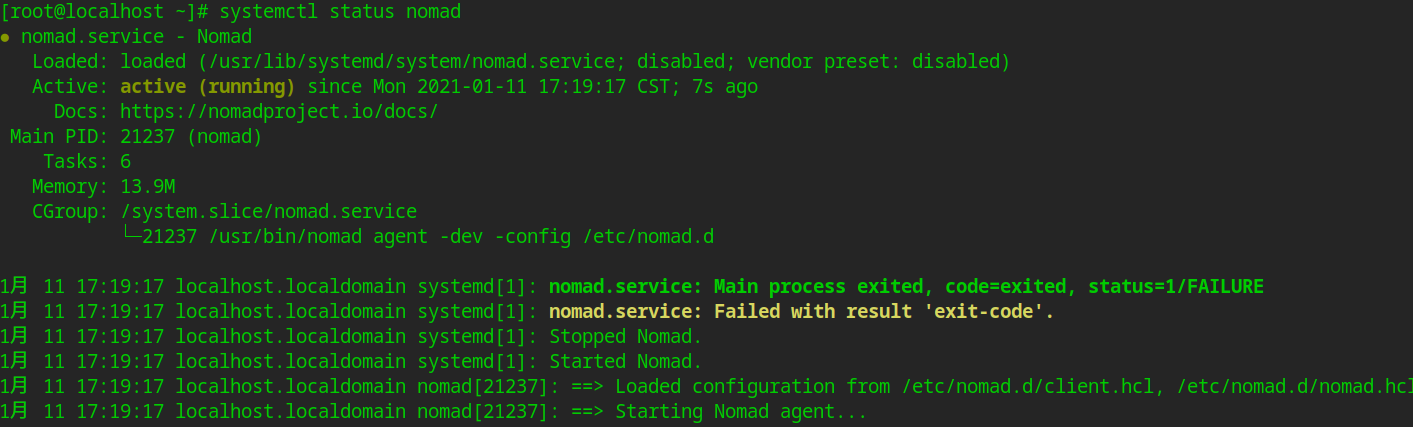 [root@localhost ~]# systemctl status nomad
● nomad.service - Nomad
   Loaded: loaded (/usr/lib/systemd/system/nomad.service; disabled; vendor preset: disabled)
   Active: active (running) since Mon 2021-01-11 17:19:17 CST; 7s ago
     Docs: https://nomadproject.io/docs/
 Main PID: 21237 (nomad)
    Tasks: 6
   Memory: 13.9M
   CGroup: /system.slice/nomad.service
           └─21237 /usr/bin/nomad agent -dev -config /etc/nomad.d

1月 11 17:19:17 localhost.localdomain systemd[1]: nomad.service: Main process exited, code=exited, status=1/FAILURE
1月 11 17:19:17 localhost.localdomain systemd[1]: nomad.service: Failed with result 'exit-code'.
1月 11 17:19:17 localhost.localdomain systemd[1]: Stopped Nomad.
1月 11 17:19:17 localhost.localdomain systemd[1]: Started Nomad.
1月 11 17:19:17 localhost.localdomain nomad[21237]: ==> Loaded configuration from /etc/nomad.d/client.hcl, /etc/nomad.d/nomad.hcl
1月 11 17:19:17 localhost.localdomain nomad[21237]: ==> Starting Nomad agent...